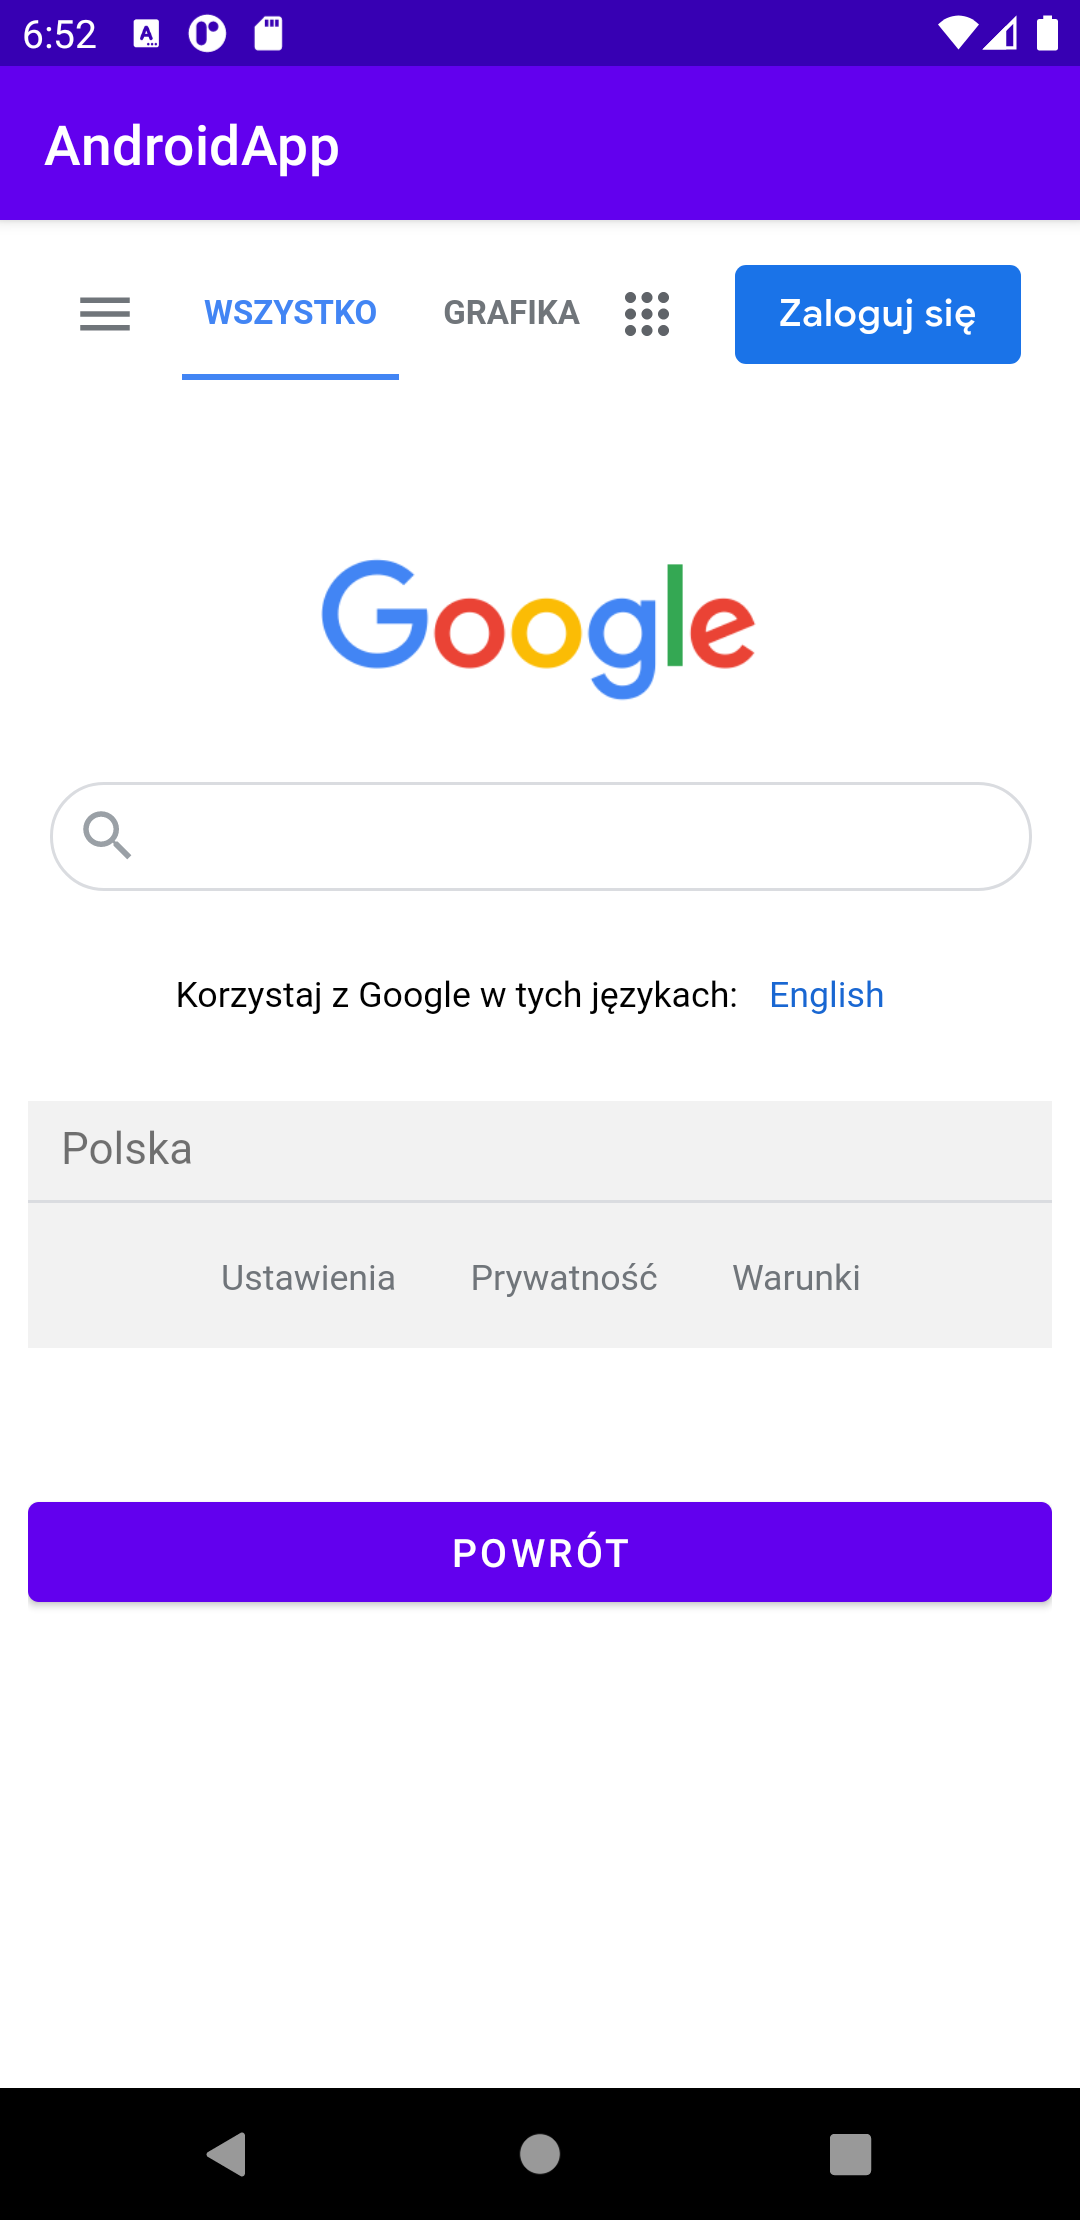 6:52
AndroidApp
WSZYSTKO GRAFIKA Zaloguj się
Google
Korzystaj z Google w tych językach: English
Polska
Ustawienia Prywatność Warunki
POWRÓT